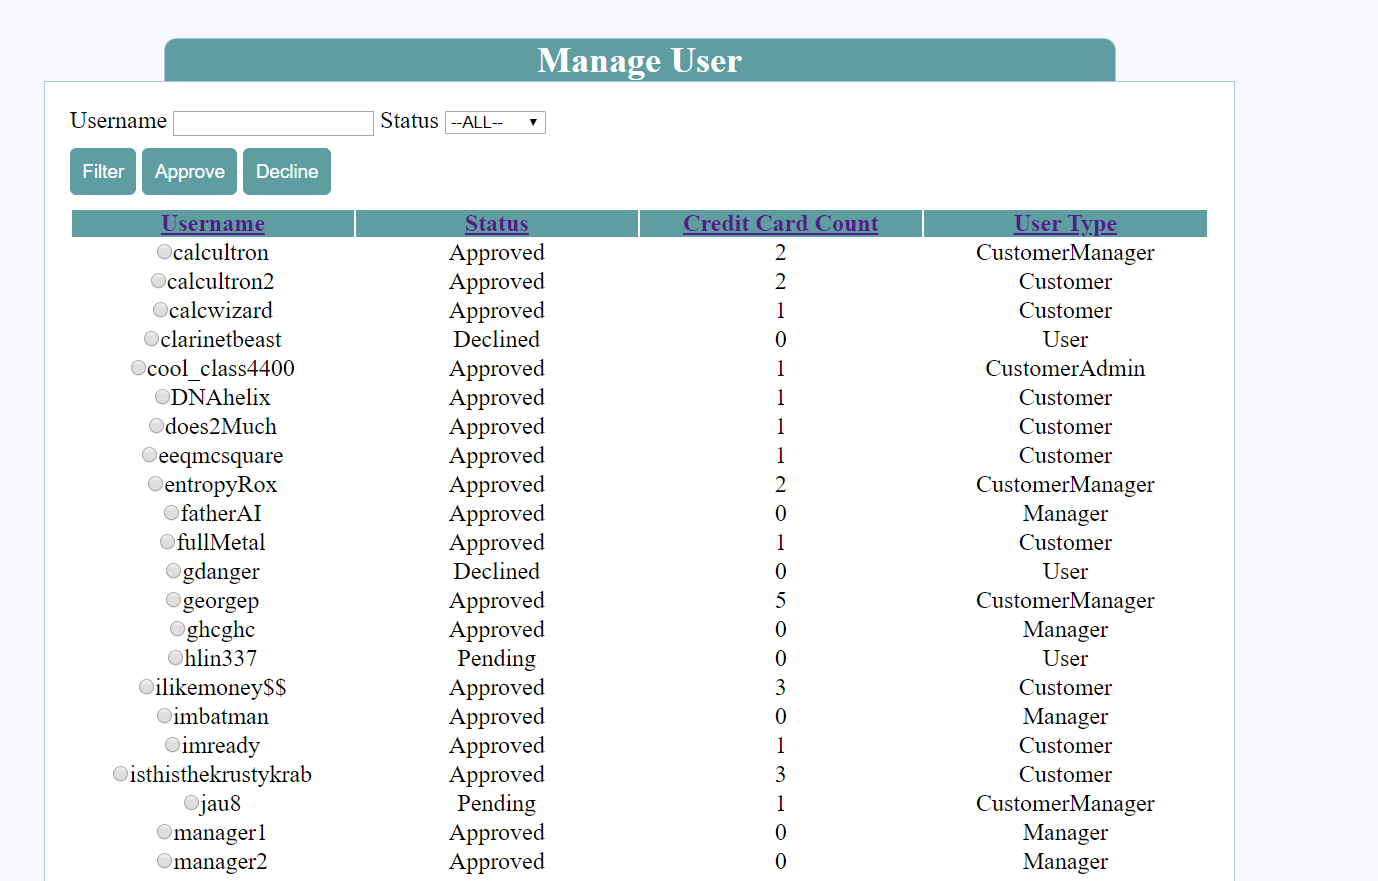 Manage User
Username Status --ALL--
Filter Approve Decline
Username Status Credit Card Count User Type
calcultron Approved 2 CustomerManager
calcultron2 Approved 2 Customer
calcwizard Approved 1 Customer
clarinetbeast Declined 0 User
cool_class4400 Approved 1 CustomerAdmin
DNAhelix Approved 1 Customer
does2Much Approved 1 Customer
eeqmcsquare Approved 1 Customer
entropyRox Approved 2 CustomerManager
fatherAI Approved 0 Manager
fullMetal Approved 1 Customer
gdanger Declined 0 User
georgep Approved 5 CustomerManager
ghcghc Approved 0 Manager
hlin337 Pending 0 User
ilikemoney$$ Approved 3 Customer
imbatman Approved 0 Manager
imready Approved 1 Customer
isthisthekrustykrab Approved 3 Customer
jau8 Pending 1 CustomerManager
manager1 Approved 0 Manager
manager2 Approved 0 Manager